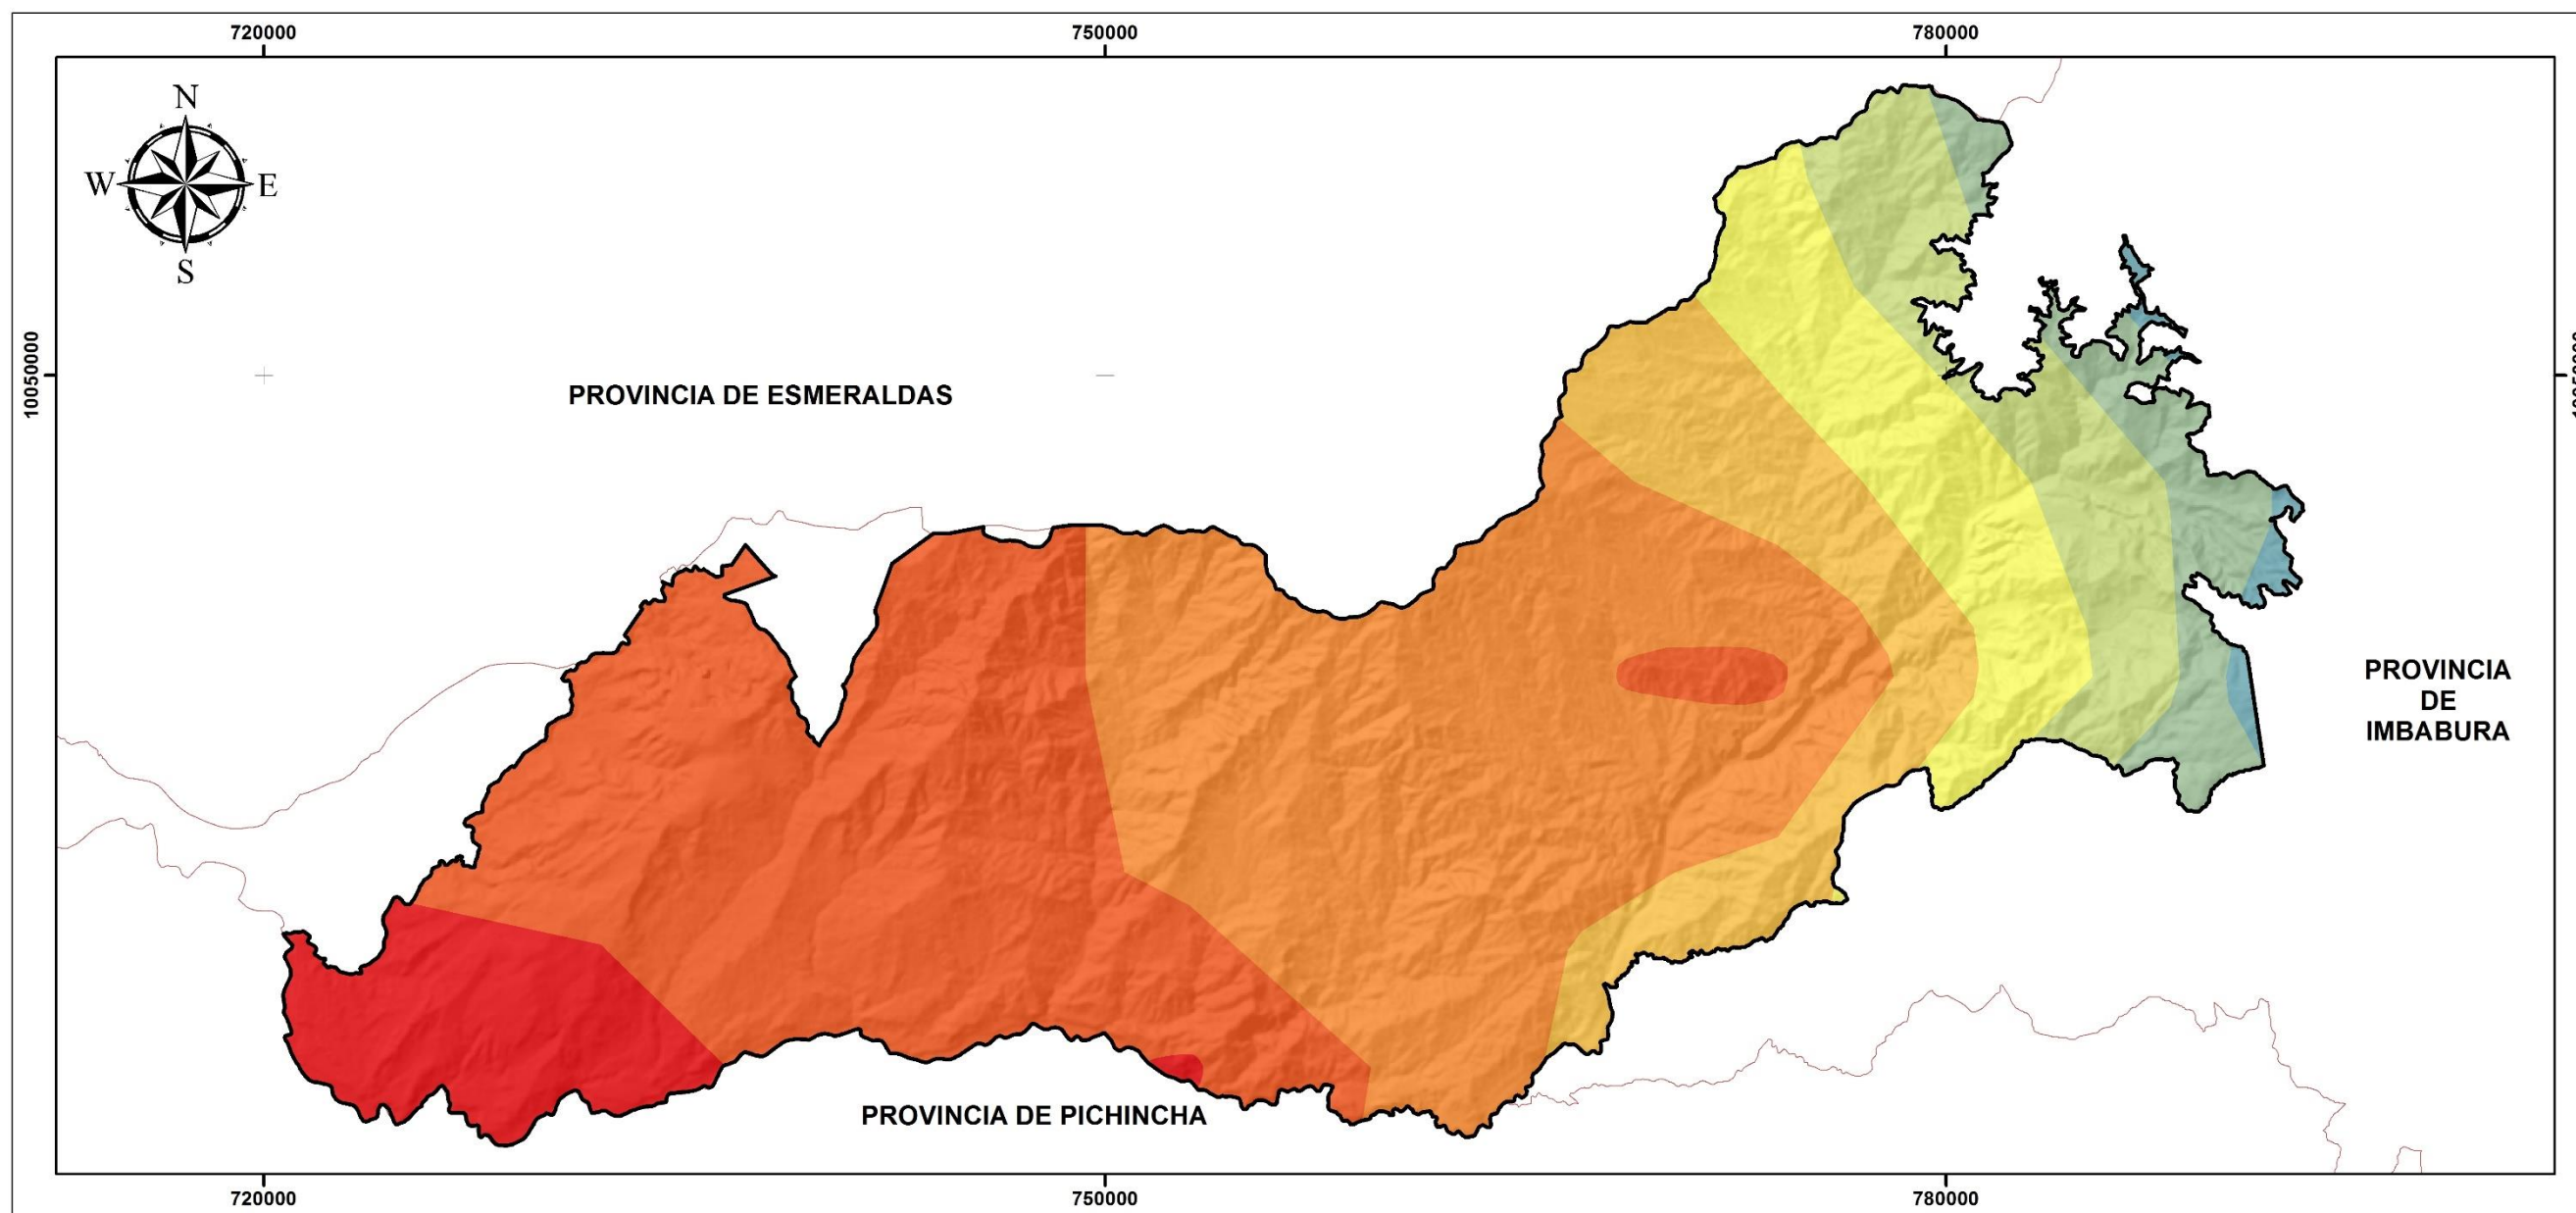 720000
750000
780000
N
W
E
S
10050000
PROVINCIA DE ESMERALDAS
PROVINCIA
DE
IMBABURA
PROVINCIA DE PICHINCHA
720000
750000
780000